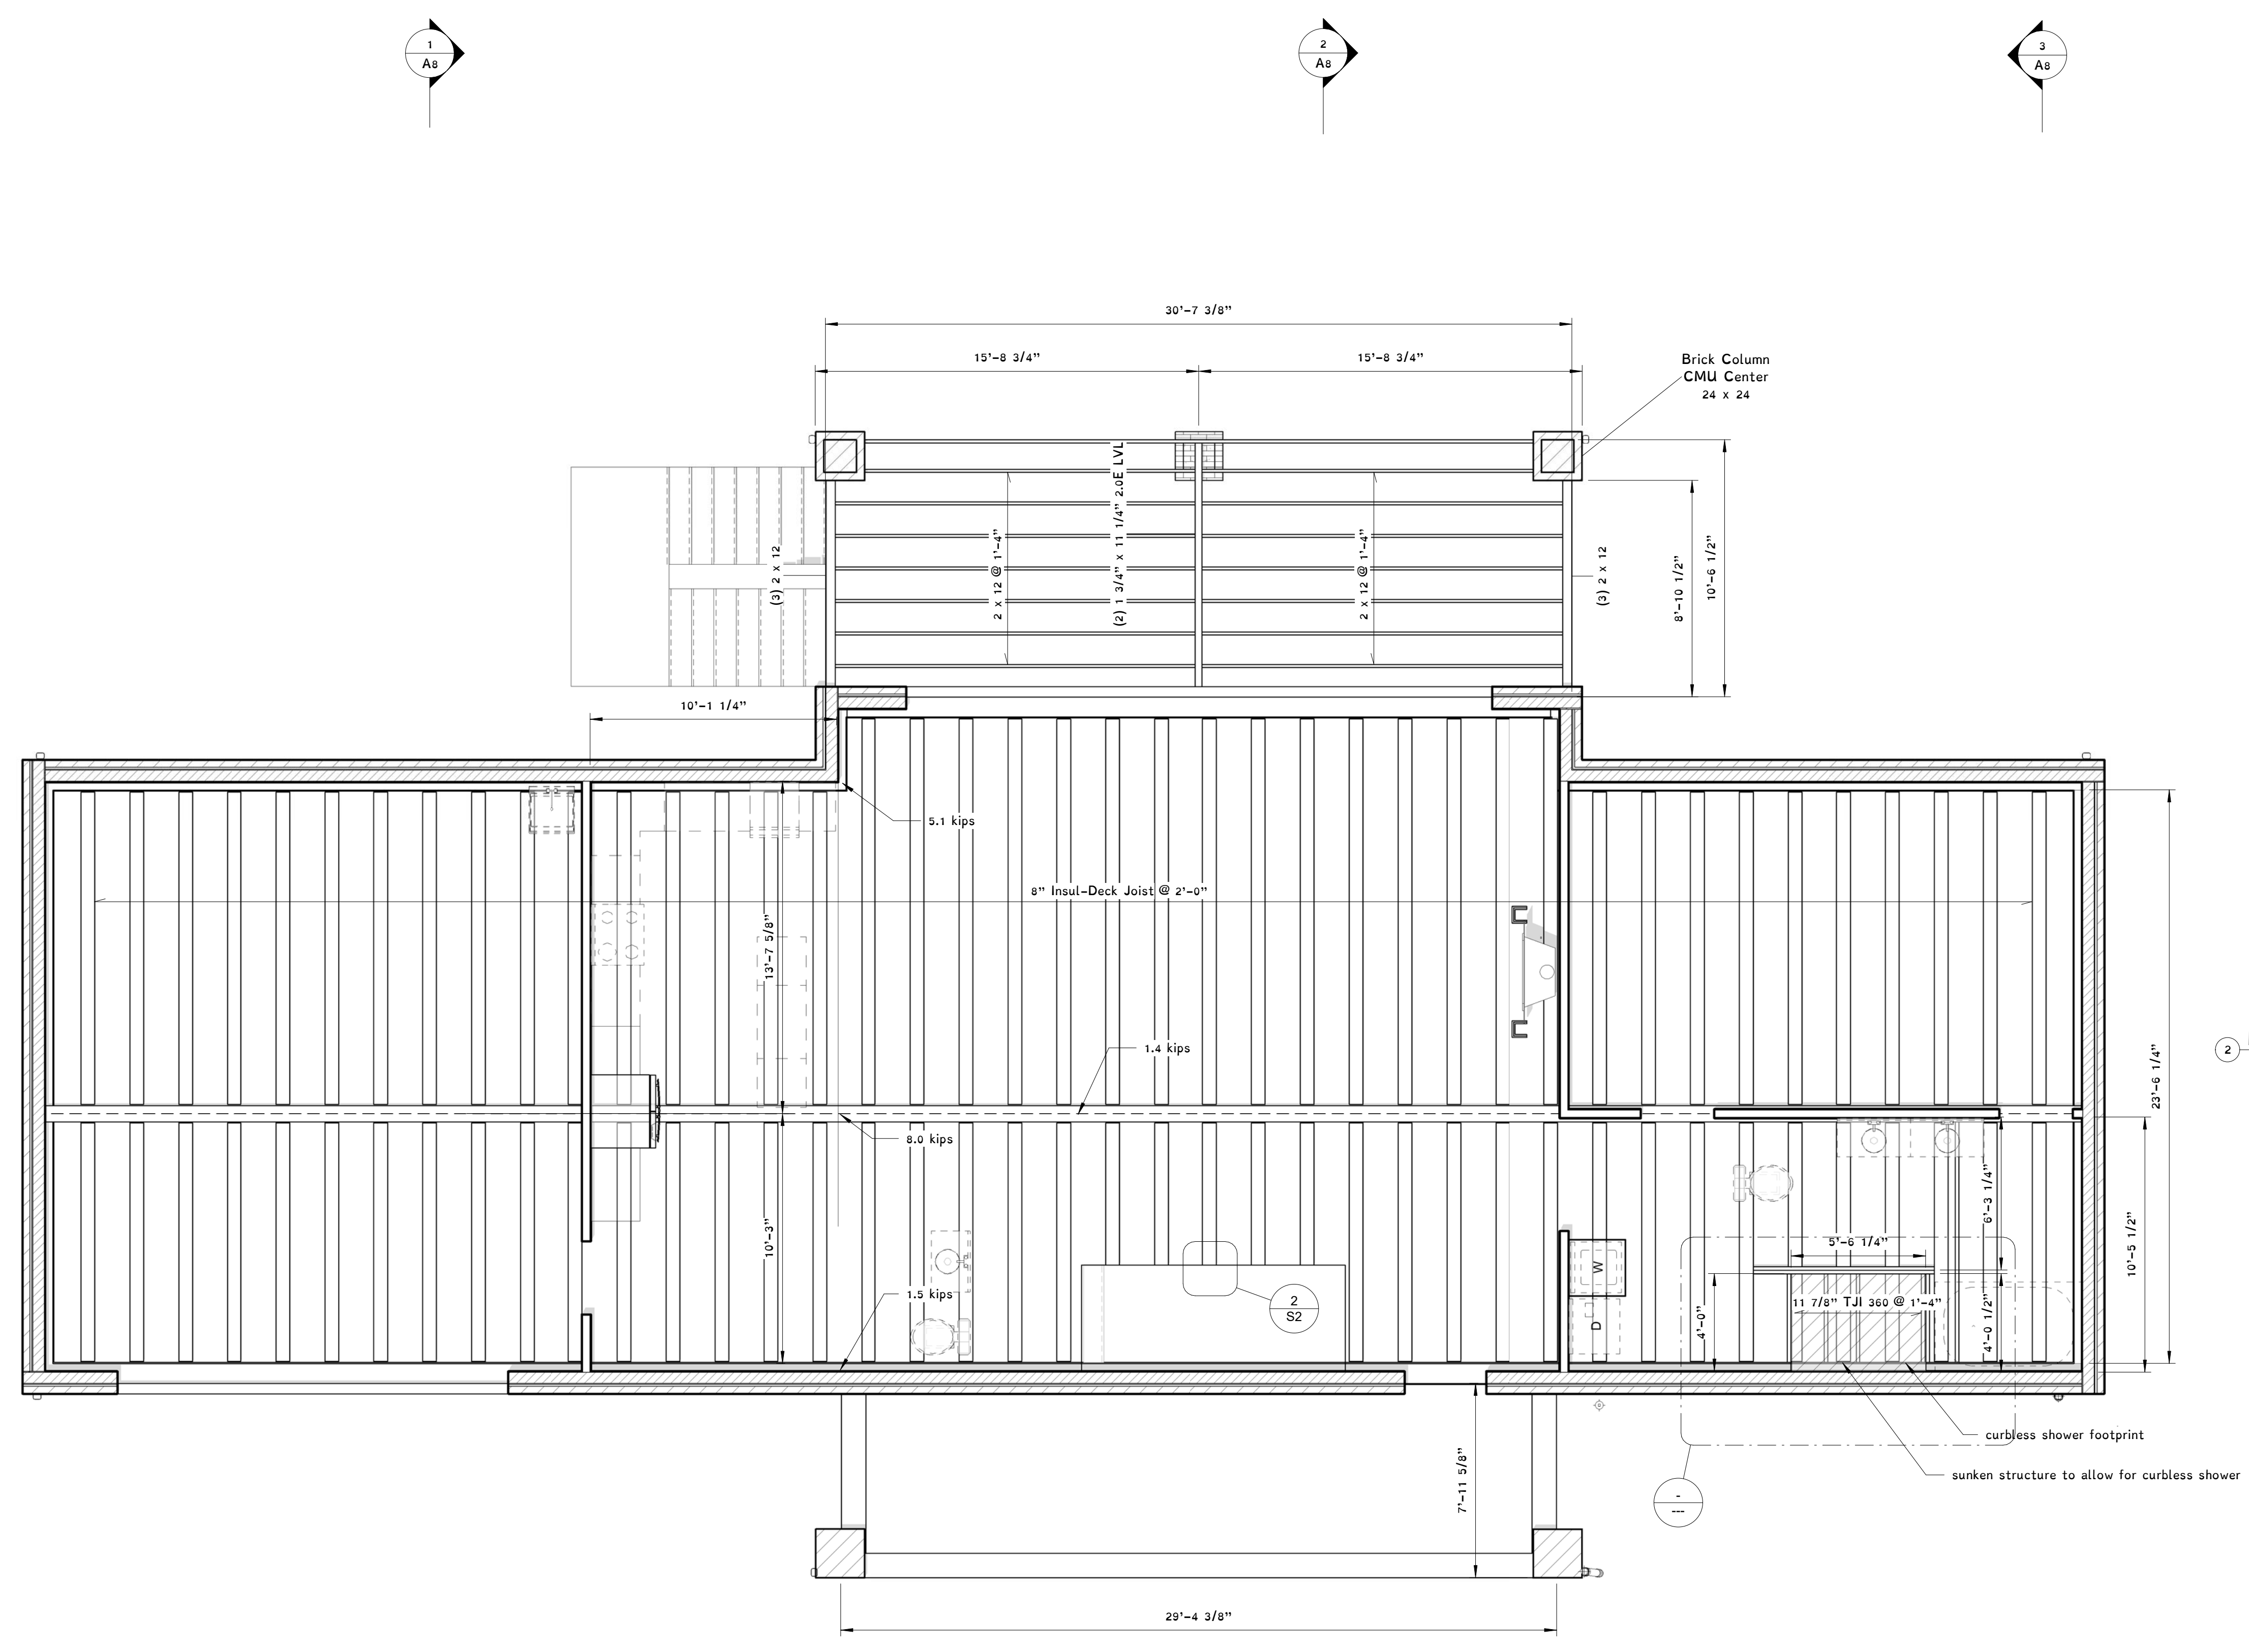 1
A8
2
A8
3
A8
30'-7 3/8"
15'-8 3/4"
15'-8 3/4"
Brick Column
CMU Center
24 x 24
(3) 2 x 12
2 x 12 @ 1'-4"
(2) 1 3/4" x 11 1/4" 2.0E LVL
2 x 12 @ 1'-4"
(3) 2 x 12
8'-10 1/2"
10'-6 1/2"
10'-1 1/4"
5.1 kips
8" Insul-Deck Joist @ 2'-0"
13'-7 5/8"
1.4 kips
23'-6 1/4"
2
8.0 kips
6'-3 1/4"
10'-3"
5'-6 1/4"
10'-5 1/2"
W
1.5 kips
2
S2
11 7/8" TJI 360 @ 1'-4"
4'-0"
4'-0 1/2"
D
curbless shower footprint
sunken structure to allow for curbless shower
7'-11 5/8"
-
---
29'-4 3/8"